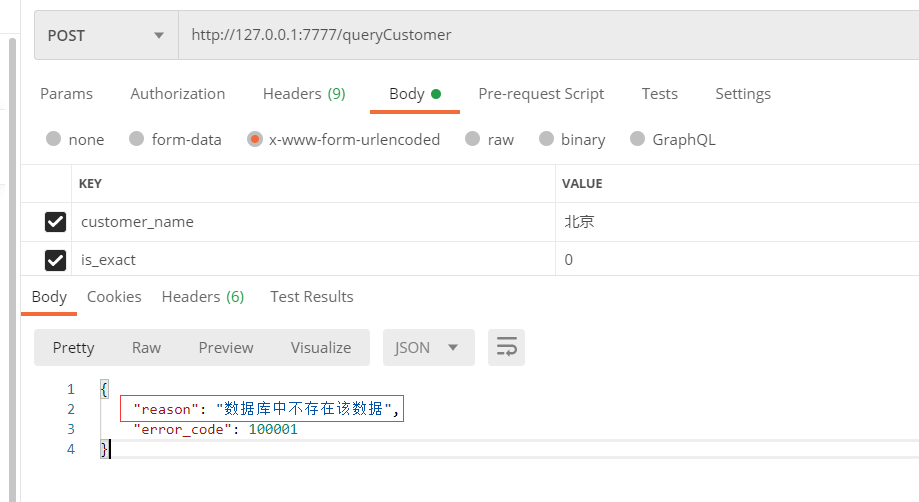 POST http://127.0.0.1:7777/queryCustomer
Params Authorization Headers (9) Body Pre-request Script Tests Settings
none form-data x-www-form-urlencoded raw binary GraphQL
KEY VALUE
customer_name 北京
is_exact 0
Body Cookies Headers (6) Test Results
Pretty Raw Preview Visualize JSON
1 {
2 "reason": "数据库中不存在该数据",
3 "error_code": 100001
4 }